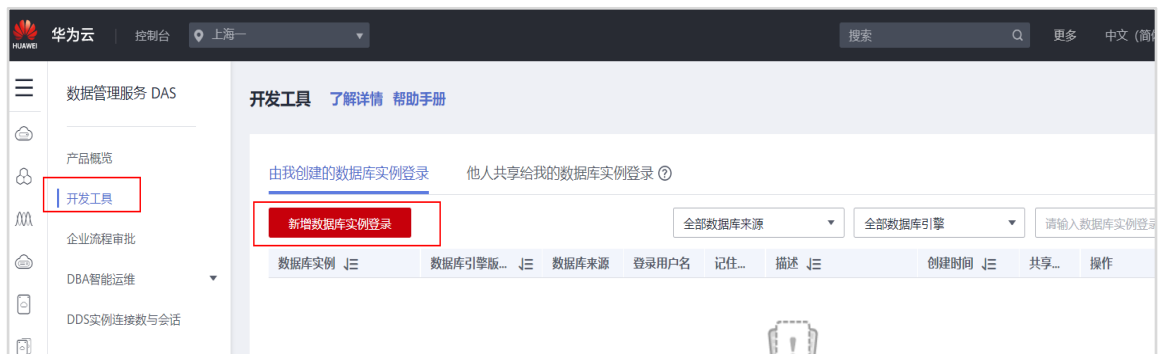 HUAWEI 华为云 控制台 上海一 搜索 更多 中文（简
数据管理服务 DAS
开发工具 了解详情 帮助手册
产品概览
由我创建的数据库实例登录 他人共享给我的数据库实例登录 ?
开发工具
新增数据库实例登录 全部数据库来源 全部数据库引擎 请输入数据库实例登录
企业流程审批
数据库实例 数据库引擎版... 数据库来源 登录用户名 记住... 描述 创建时间 共享... 操作
DBA智能运维
DDS实例连接数与会话